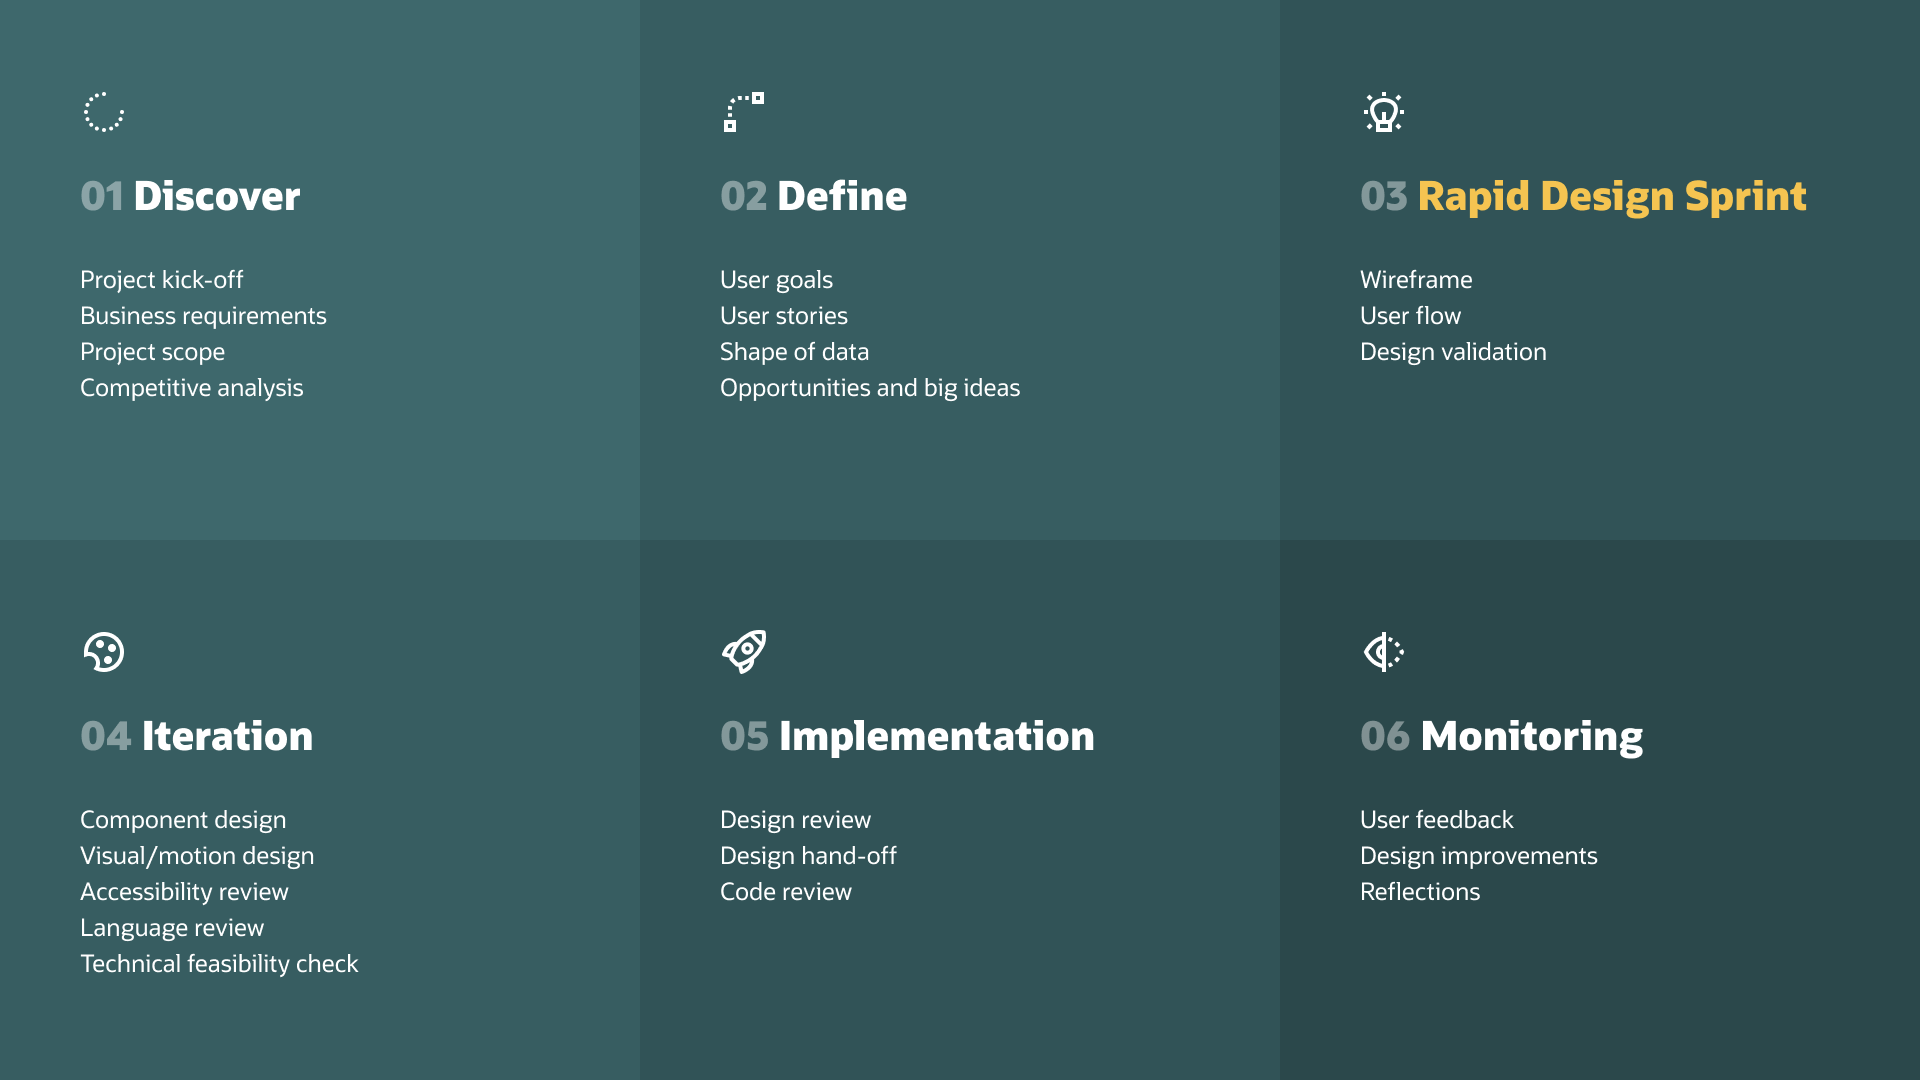 01 Discover
Project kick-off
Business requirements
Project scope
Competitive analysis
02 Define
User goals
User stories
Shape of data
Opportunities and big ideas
03 Rapid Design Sprint
Wireframe
User flow
Design validation
04 Iteration
Component design
Visual/motion design
Accessibility review
Language review
Technical feasibility check
05 Implementation
Design review
Design hand-off
Code review
06 Monitoring
User feedback
Design improvements
Reflections